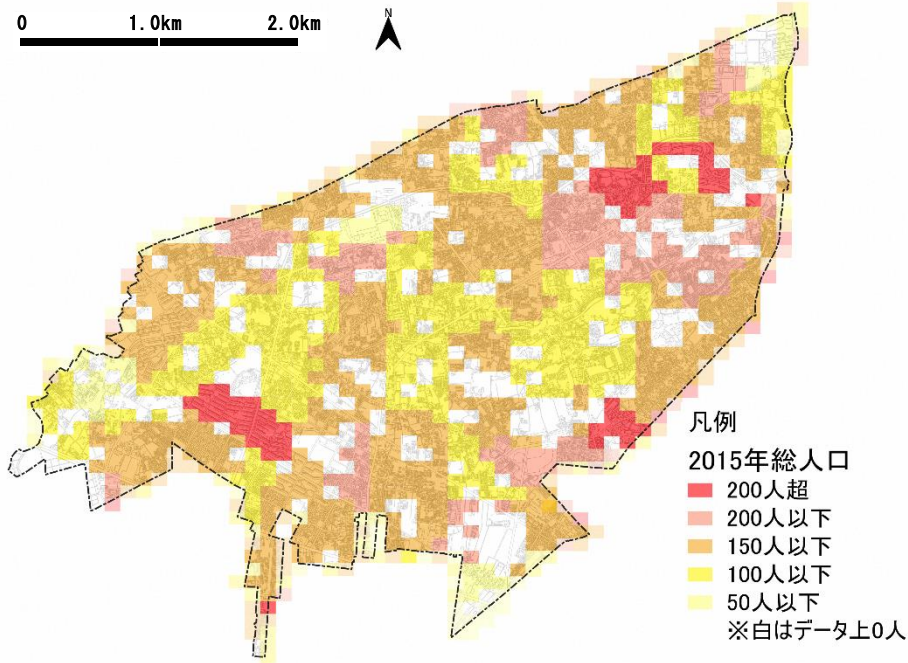 0 1.0km 2.0km
N
凡例
2015年総人口
200人超
200人以下
150人以下
100人以下
50人以下
※白はデータ上0人